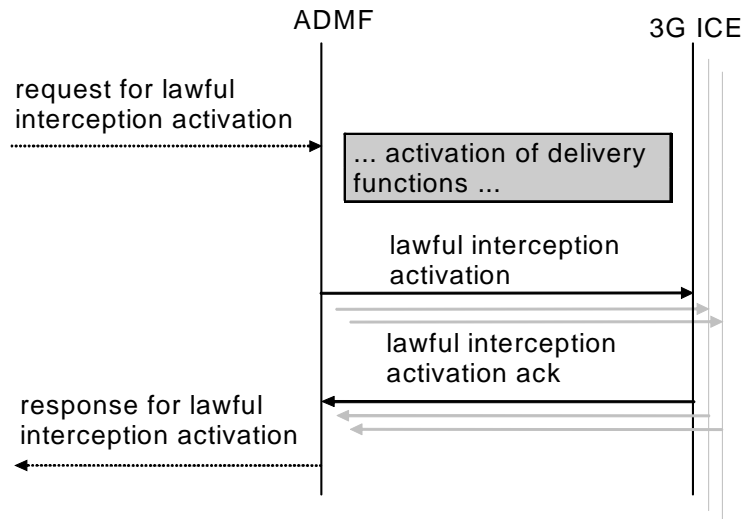 ADMF
3G ICE
request for lawful
interception activation
... activation of delivery
functions ...
lawful interception
activation
lawful interception
activation ack
response for lawful
interception activation